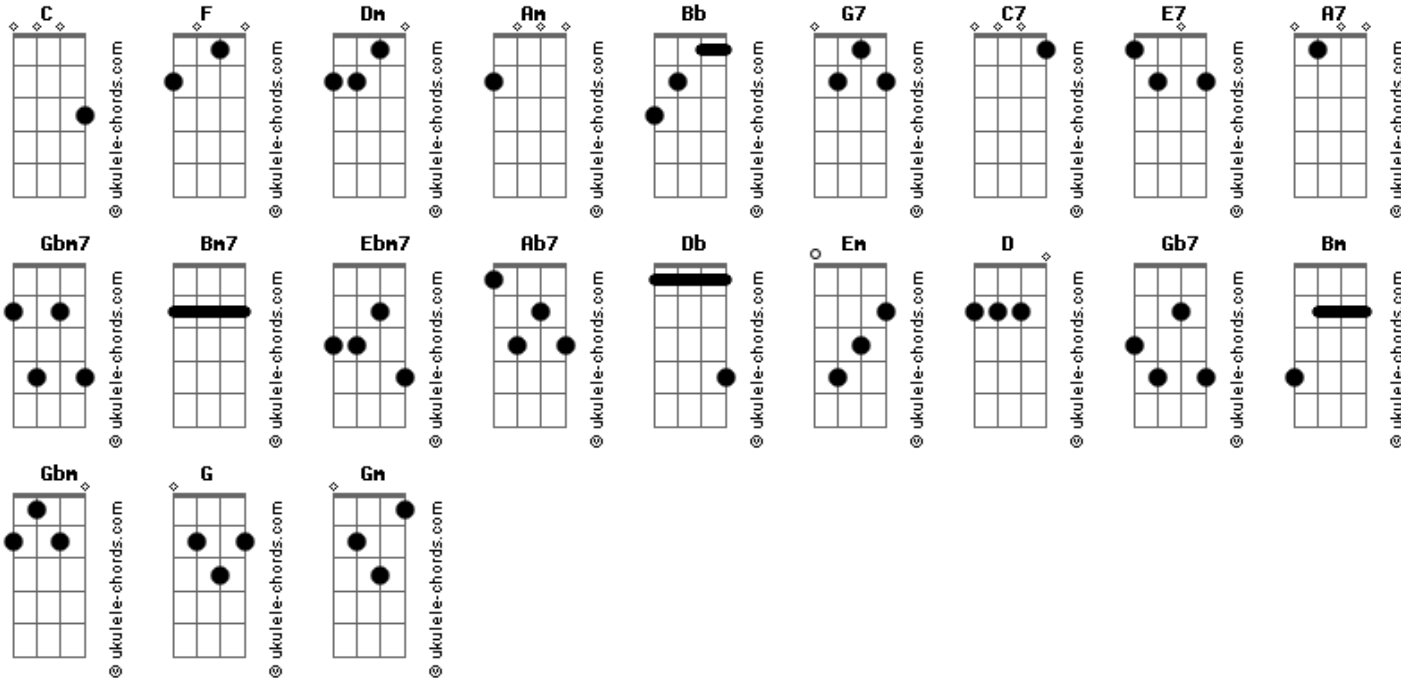 C F Dm Am Bb G7 C7 E7 A7
© ukulele-chords.com © ukulele-chords.com © ukulele-chords.com © ukulele-chords.com © ukulele-chords.com © ukulele-chords.com © ukulele-chords.com © ukulele-chords.com © ukulele-chords.com
Gbm7 Bm7 Ebm7 Ab7 Db Em D Gb7 Bm
© ukulele-chords.com © ukulele-chords.com © ukulele-chords.com © ukulele-chords.com © ukulele-chords.com © ukulele-chords.com © ukulele-chords.com © ukulele-chords.com © ukulele-chords.com
Gbm G Gm
© ukulele-chords.com © ukulele-chords.com © ukulele-chords.com